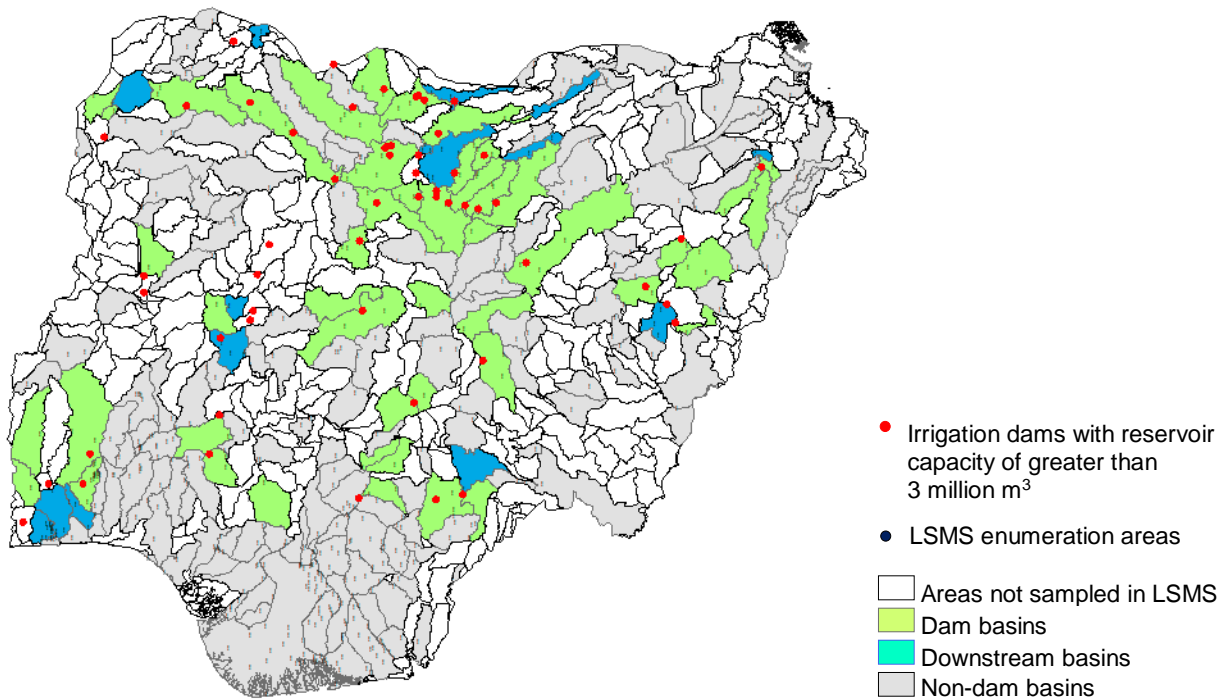 Irrigation dams with reservoir
capacity of greater than
3 million m³
LSMS enumeration areas
Areas not sampled in LSMS
Dam basins
Downstream basins
Non-dam basins